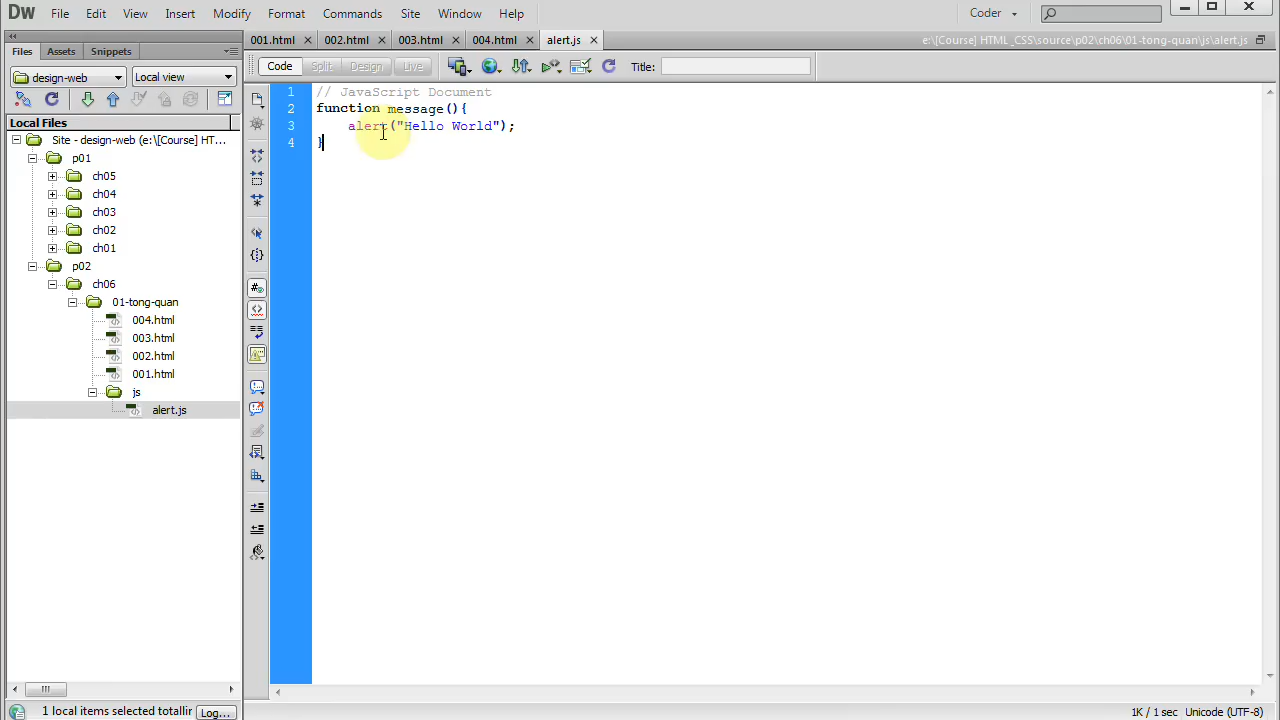 Dw File Edit View Insert Modify Format Commands Site Window Help Coder
001.html 002.html 003.html 004.html alert.js e:\[Course] HTML_CSS\source\p02\ch06\01-tong-quan\js\alert.js
Files Assets Snippets
Code Split Design Live Title:
design-web Local view
Local Files
Site - design-web (e:\[Course] HT...
p01
ch05
ch04
ch03
ch02
ch01
p02
ch06
01-tong-quan
004.html
003.html
002.html
001.html
js
alert.js
1 // JavaScript Document
2 function message(){
3 alert("Hello World");
4 }
1 local items selected totallir Log... 1K / 1 sec Unicode (UTF-8)